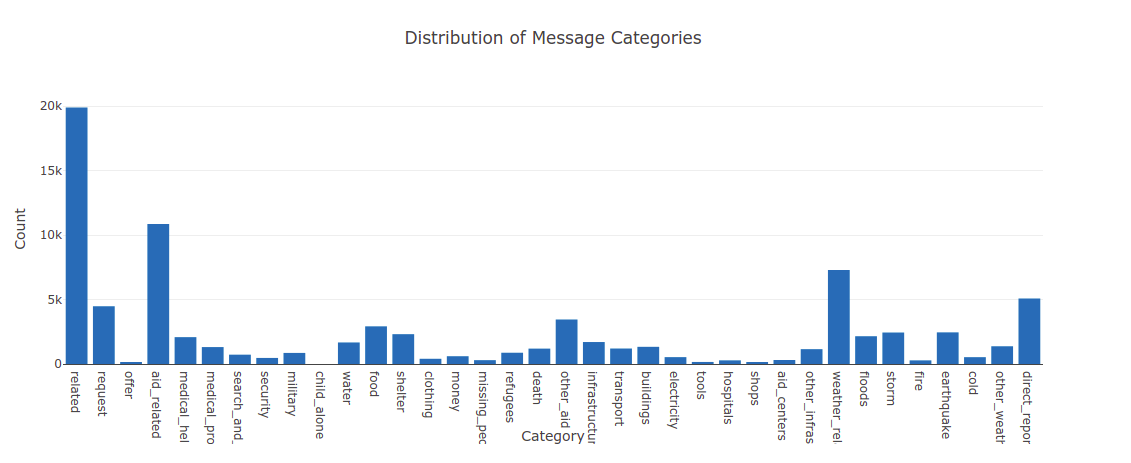 Distribution of Message Categories
20k
15k
10k
5k
0
Count
related
request
offer
aid_related
medical_hel
medical_pro
search_and_
security
military
child_alone
water
food
shelter
clothing
money
missing_peo
refugees
death
other_aid
infrastructur
transport
buildings
electricity
tools
hospitals
shops
aid_centers
other_infras
weather_rel
floods
storm
fire
earthquake
cold
other_weath
direct_repor
Category